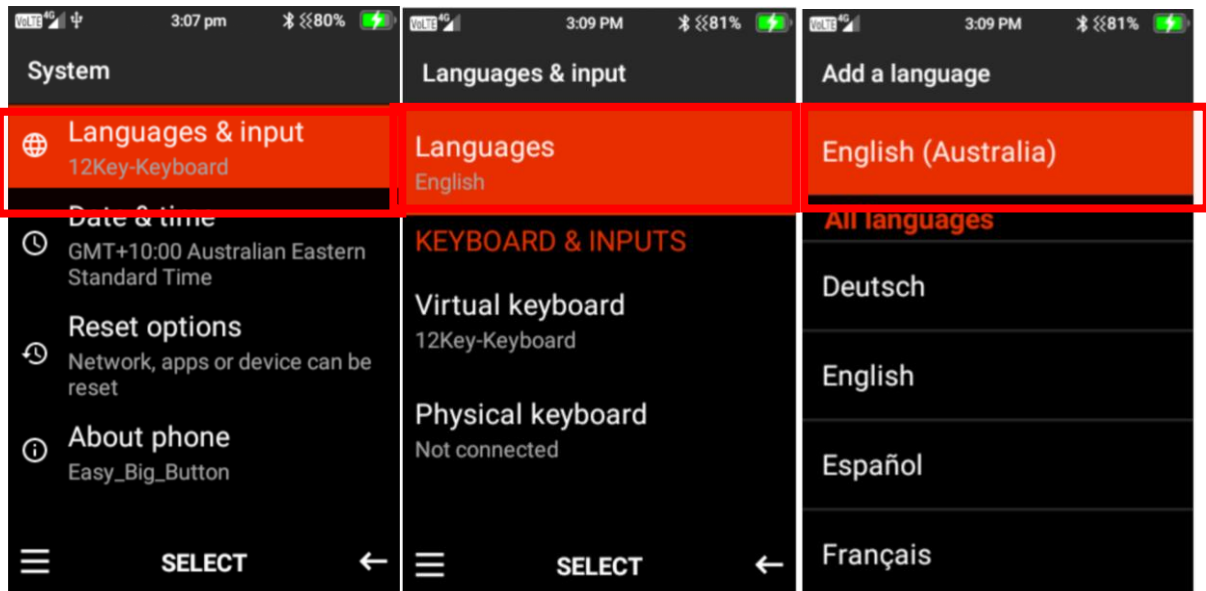 VoLTE 4G 3:07 pm 80%
System
Languages & input
12Key-Keyboard
Date & time
GMT+10:00 Australian Eastern
Standard Time
Reset options
Network, apps or device can be
reset
About phone
Easy_Big_Button
SELECT
VoLTE 4G 3:09 PM 81%
Languages & input
Languages
English
KEYBOARD & INPUTS
Virtual keyboard
12Key-Keyboard
Physical keyboard
Not connected
SELECT
VoLTE 4G 3:09 PM 81%
Add a language
English (Australia)
All languages
Deutsch
English
Español
Français